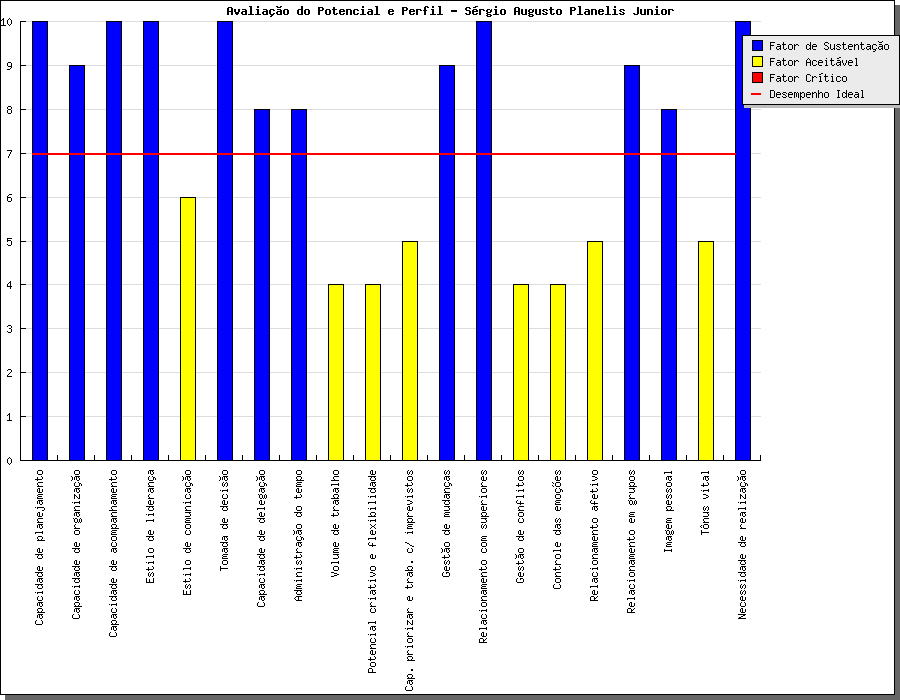 Avaliação do Potencial e Perfil - Sérgio Augusto Planelis Junior
Fator de Sustentação
Fator Aceitável
Fator Crítico
Desempenho Ideal
10
9
8
7
6
5
4
3
2
1
0
Capacidade de planejamento
Capacidade de organização
Capacidade de acompanhamento
Estilo de liderança
Estilo de comunicação
Tomada de decisão
Capacidade de delegação
Administração do tempo
Volume de trabalho
Potencial criativo e flexibilidade
Cap. priorizar e trab. c/ imprevistos
Gestão de mudanças
Relacionamento com superiores
Gestão de conflitos
Controle das emoções
Relacionamento afetivo
Relacionamento em grupos
Imagem pessoal
Tônus vital
Necessidade de realização